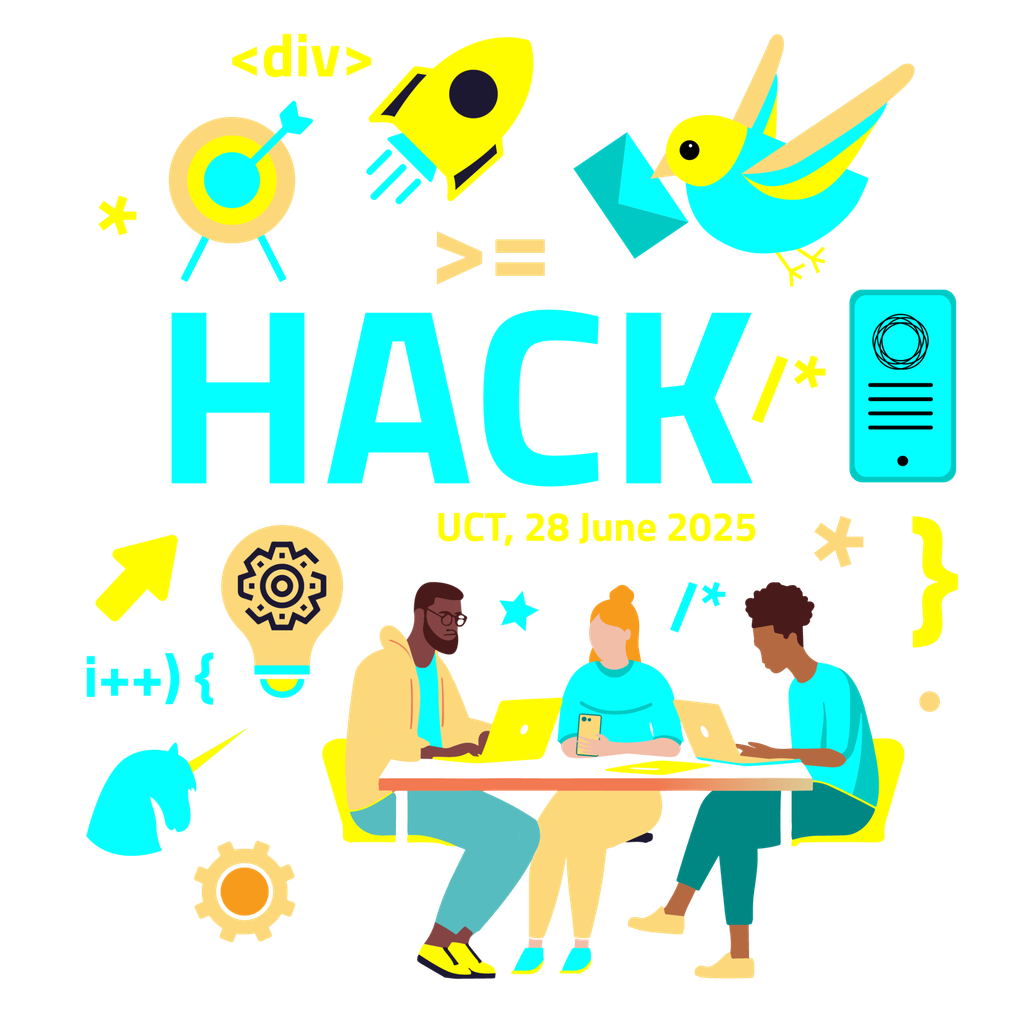 <div>
*
>=
HACK
/*
UCT, 28 June 2025
*
}
/*
i++) {